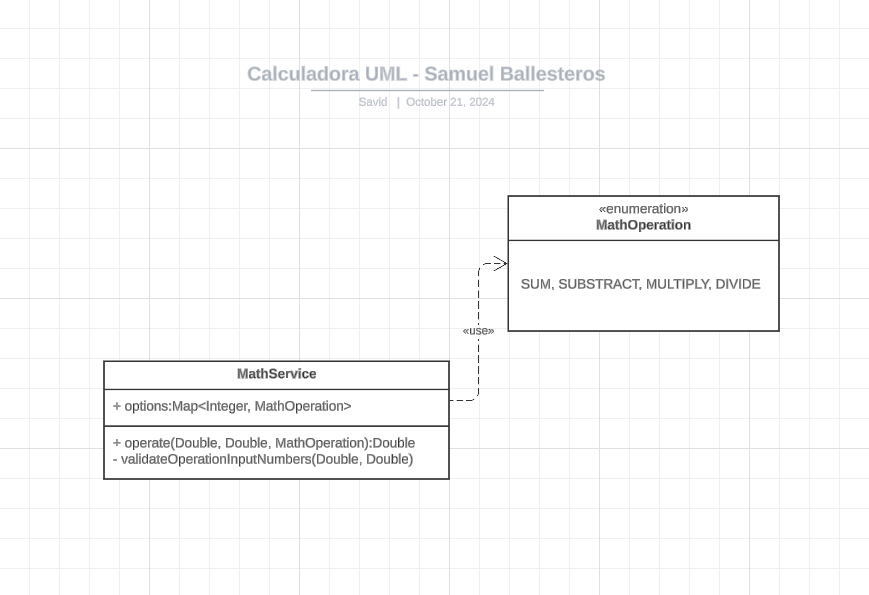 Calculadora UML - Samuel Ballesteros
Savid | October 21, 2024
«enumeration»
MathOperation
SUM, SUBSTRACT, MULTIPLY, DIVIDE
«use»
MathService
+ options:Map<Integer, MathOperation>
+ operate(Double, Double, MathOperation):Double
- validateOperationInputNumbers(Double, Double)